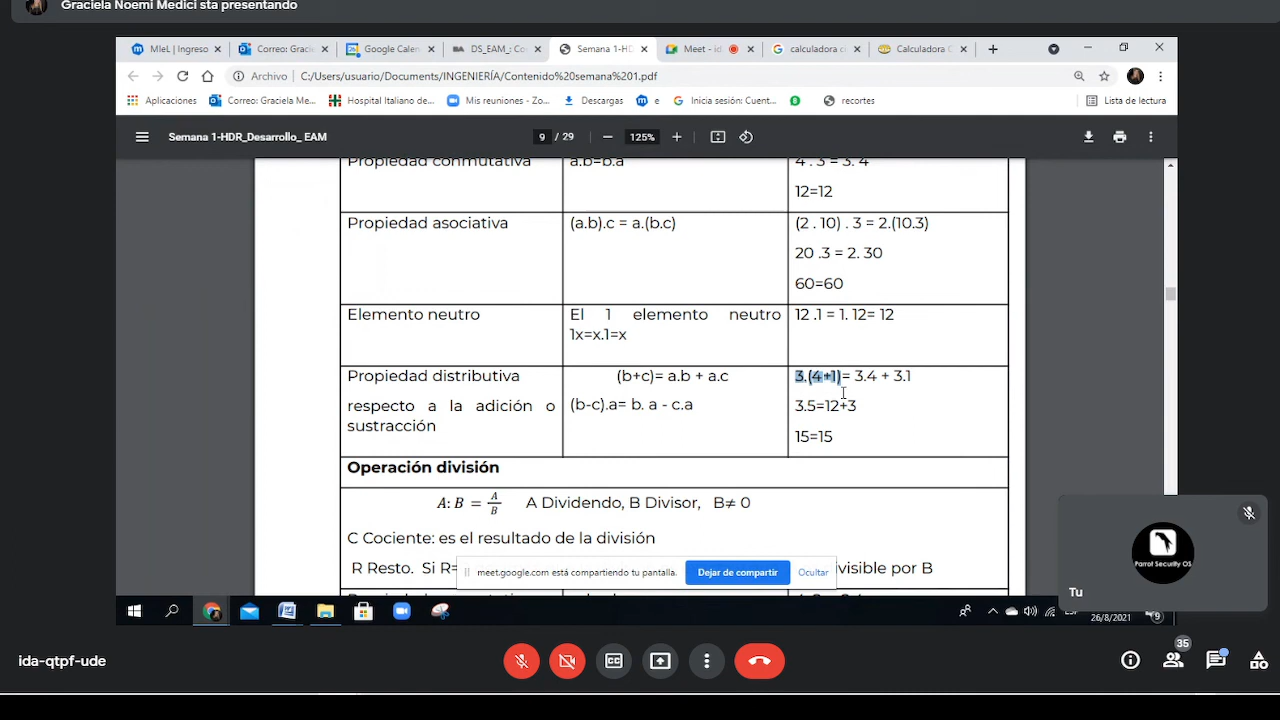 Graciela Noemi Medici sta presentando
MIeL | Ingreso
Correo: Graci
Google Calen
DS_EAM_: Co
Semana 1-HD
Meet - id
calculadora ci
Calculadora C
Archivo | C:/Users/usuario/Documents/INGENIERÍA/Contenido%20semana%201.pdf
Aplicaciones
Correo: Graciela Me...
Hospital Italiano de...
Mis reuniones - Zo...
Descargas
e
Inicia sesión: Cuent...
recortes
Lista de lectura
Semana 1-HDR_Desarrollo_ EAM
9 / 29
125%
Propiedad conmutativa
a.b=b.a
4 . 3 = 3. 4
12=12
Propiedad asociativa
(a.b).c = a.(b.c)
(2 . 10) . 3 = 2.(10.3)
20 .3 = 2. 30
60=60
Elemento neutro
El 1 elemento neutro
1x=x.1=x
12 .1 = 1. 12= 12
Propiedad distributiva
respecto a la adición o
sustracción
(b+c)= a.b + a.c
(b-c).a= b. a - c.a
3.(4+1)= 3.4 + 3.1
3.5=12+3
15=15
Operación división
A: B = A/B A Dividendo, B Divisor, B≠ 0
C Cociente: es el resultado de la división
R Resto. Si R=
visible por B
meet.google.com está compartiendo tu pantalla.
Dejar de compartir
Ocultar
Parrot Security OS
Tu
26/8/2021
9
ida-qtpf-ude
35